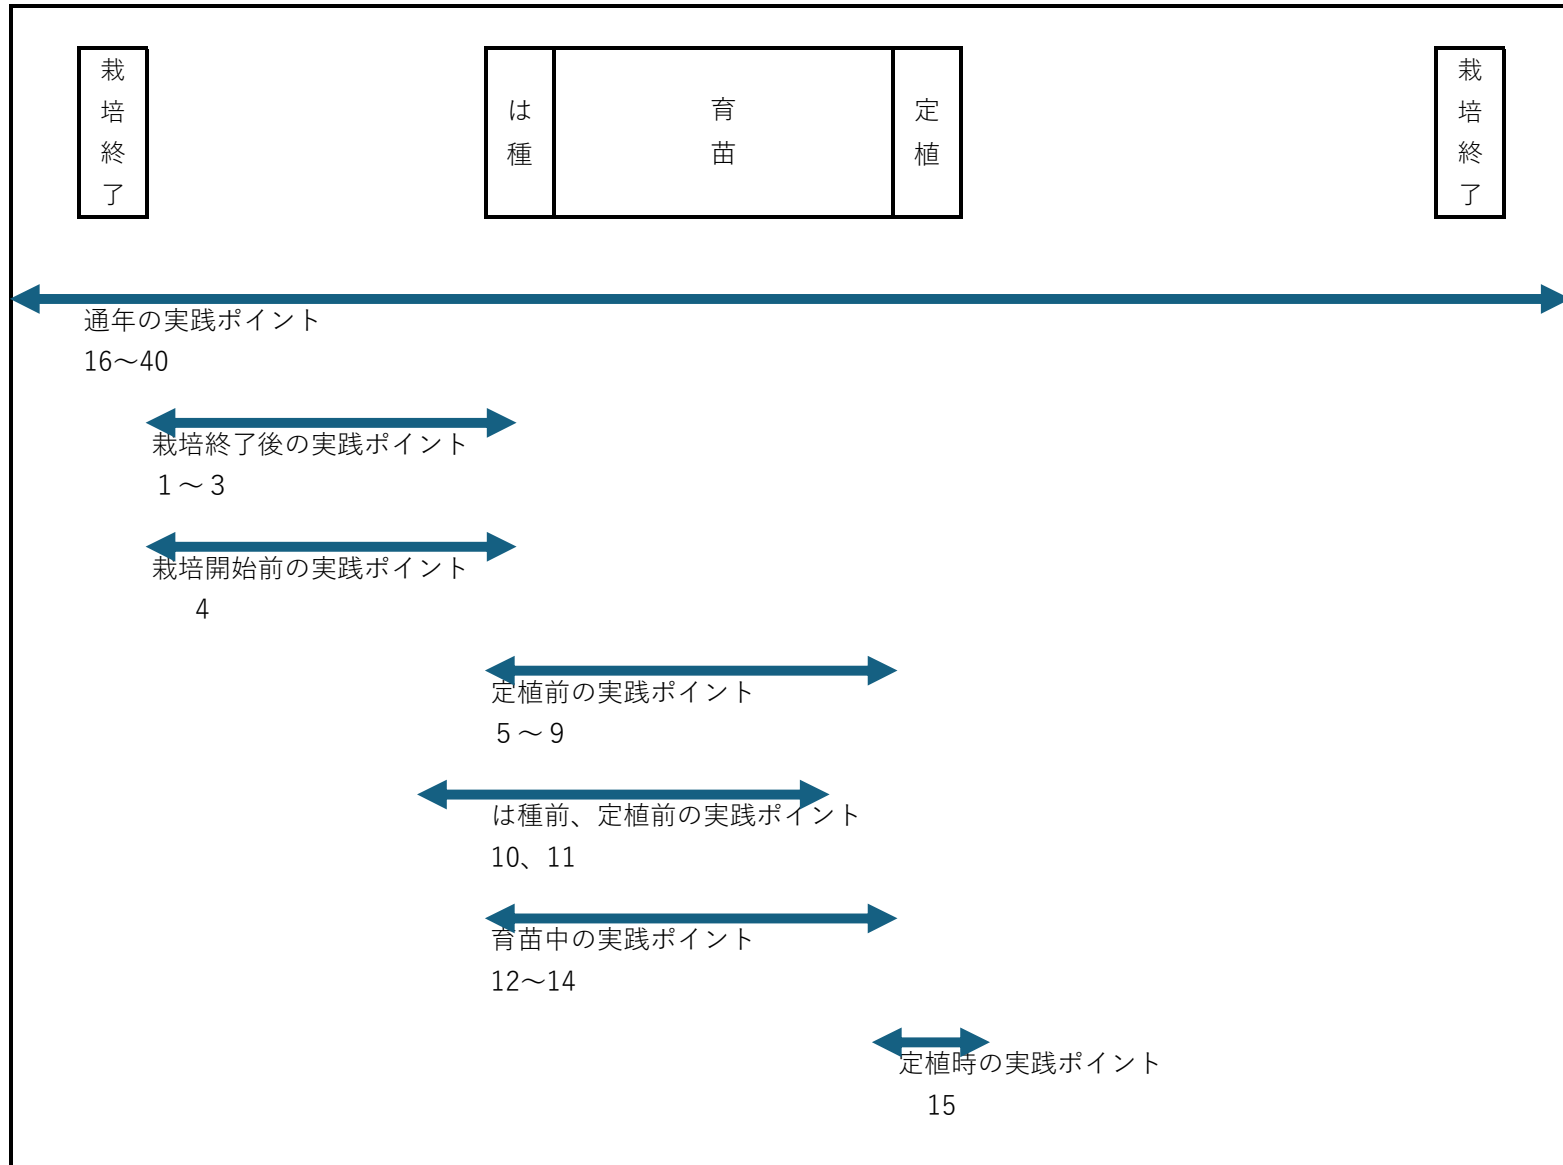 栽培終了
は種
育苗
定植
栽培終了
通年の実践ポイント
16～40
栽培終了後の実践ポイント
１～３
栽培開始前の実践ポイント
4
定植前の実践ポイント
５～９
は種前、定植前の実践ポイント
10、11
育苗中の実践ポイント
12～14
定植時の実践ポイント
15